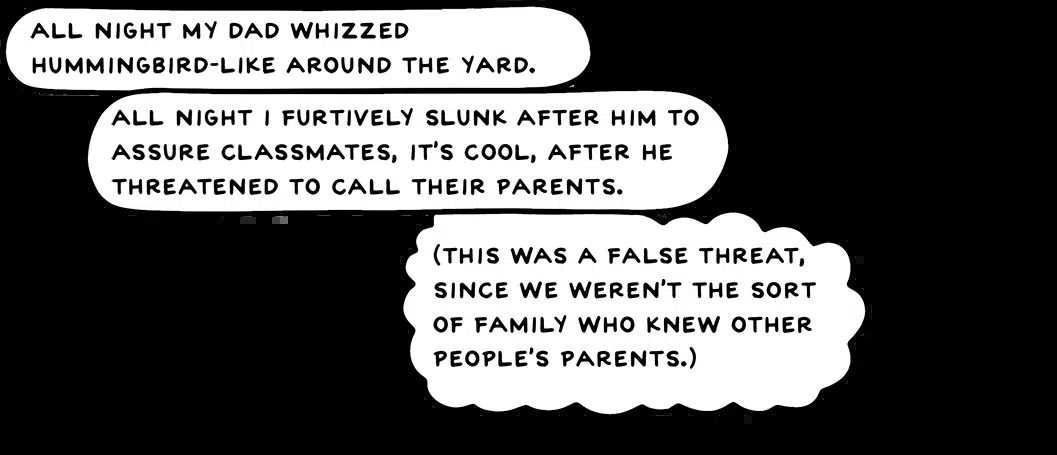 ALL NIGHT MY DAD WHIZZED
HUMMINGBIRD-LIKE AROUND THE YARD.
ALL NIGHT I FURTIVELY SLUNK AFTER HIM TO
ASSURE CLASSMATES, IT'S COOL, AFTER HE
THREATENED TO CALL THEIR PARENTS.
(THIS WAS A FALSE THREAT,
SINCE WE WEREN'T THE SORT
OF FAMILY WHO KNEW OTHER
PEOPLE'S PARENTS.)